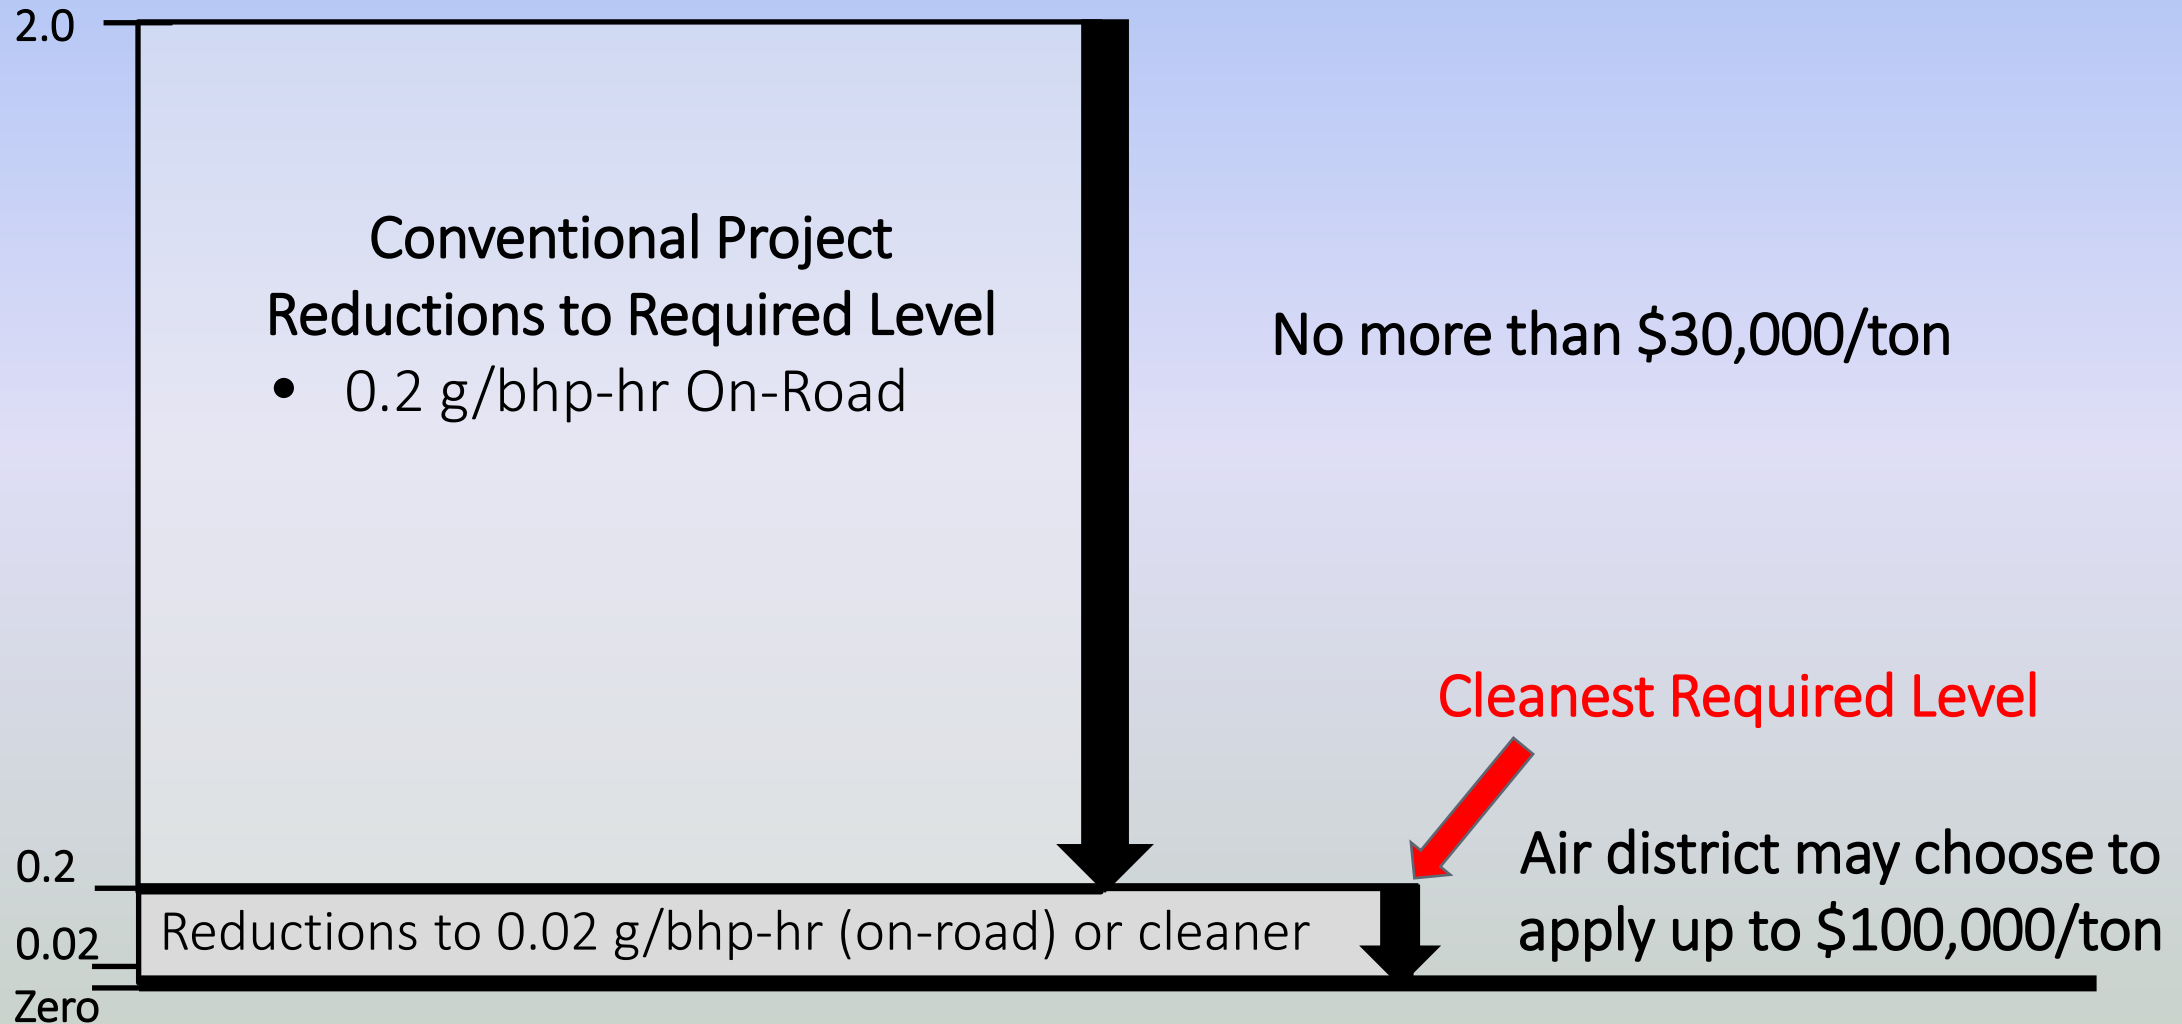 2.0
Conventional Project
Reductions to Required Level
• 0.2 g/bhp-hr On-Road
No more than $30,000/ton
Cleanest Required Level
Air district may choose to
apply up to $100,000/ton
0.2
Reductions to 0.02 g/bhp-hr (on-road) or cleaner
0.02
Zero